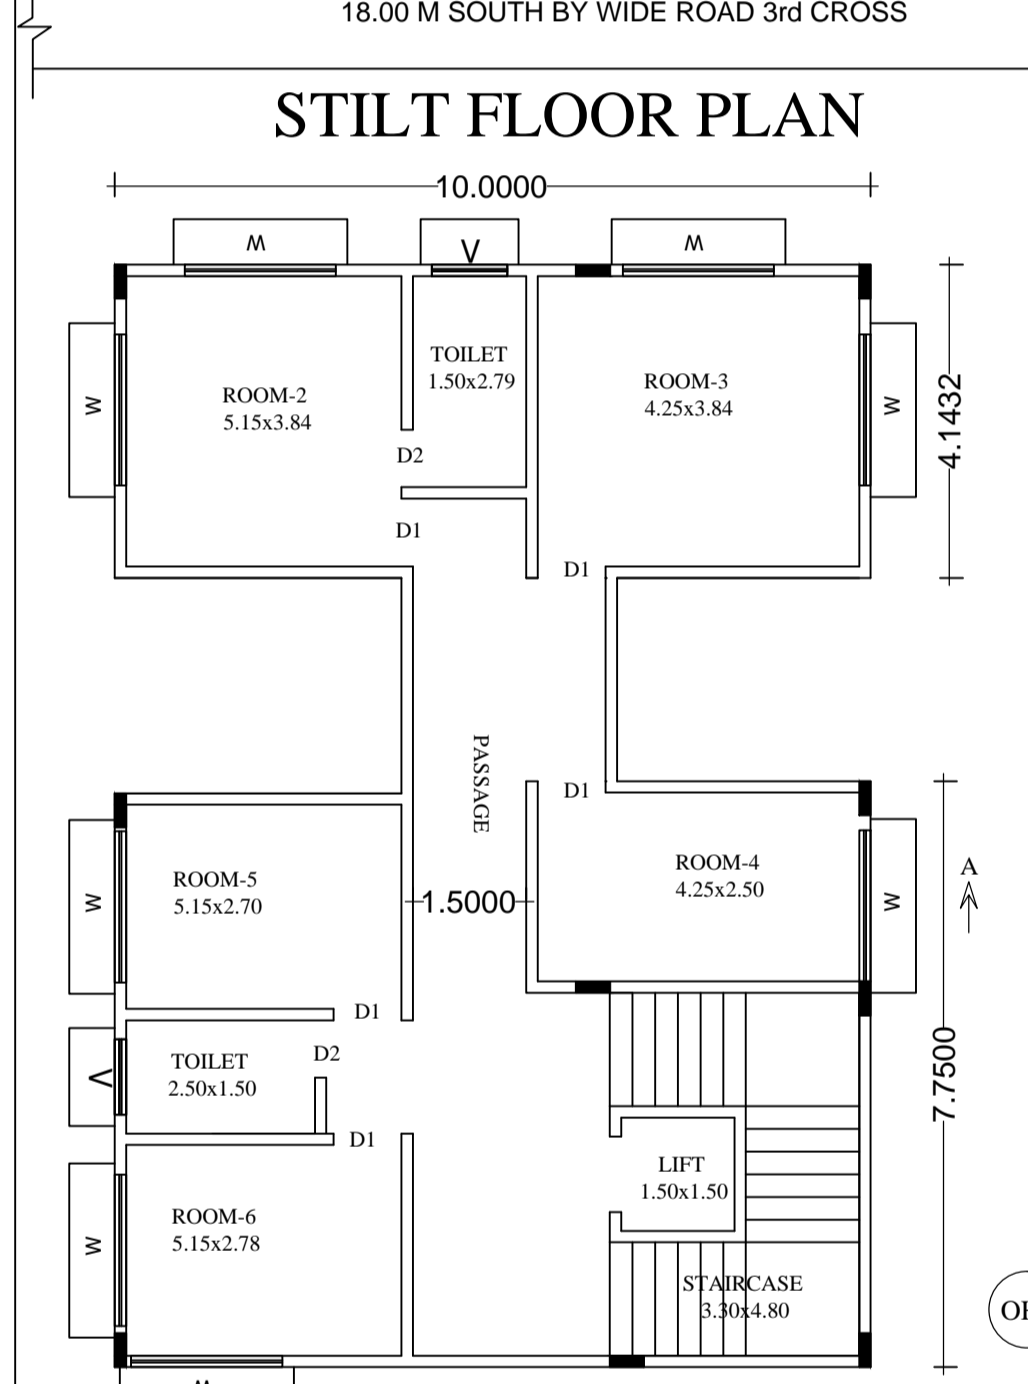 18.00 M SOUTH BY WIDE ROAD 3rd CROSS
STILT FLOOR PLAN
10.0000
W
V
W
W
ROOM-2
5.15x3.84
TOILET
1.50x2.79
ROOM-3
4.25x3.84
W
4.1432
D2
D1
D1
PASSAGE
D1
W
ROOM-5
5.15x2.70
1.5000
ROOM-4
4.25x2.50
W
A
D1
V
TOILET
2.50x1.50
D2
D1
7.7500
LIFT
1.50x1.50
W
ROOM-6
5.15x2.78
STAIRCASE
3.30x4.80